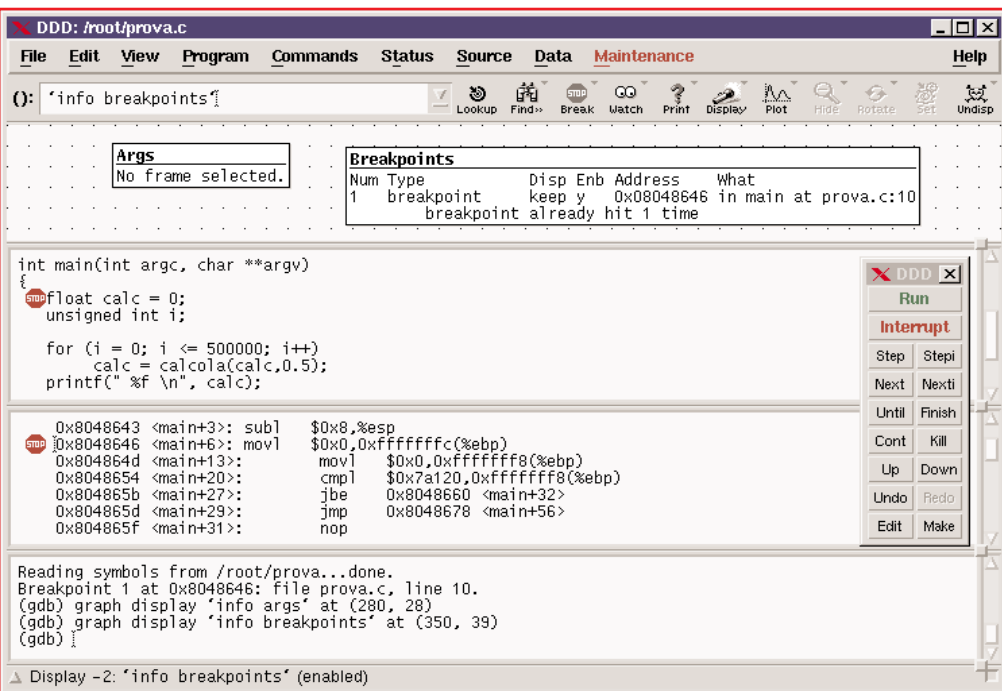 DDD: /root/prova.c
File Edit View Program Commands Status Source Data Maintenance Help
(): ‘info breakpoints‘
Lookup Find» Break Watch Print Display Plot Hide Rotate Set Undisp
Args
No frame selected.
Breakpoints
Num Type Disp Enb Address What
1 breakpoint keep y 0x08048646 in main at prova.c:10
breakpoint already hit 1 time
int main(int argc, char **argv)
{
STOP float calc = 0;
unsigned int i;
for (i = 0; i <= 500000; i++)
calc = calcola(calc,0.5);
printf(" %f \n", calc);
DDD
Run
Interrupt
Step Stepi
Next Nexti
Until Finish
Cont Kill
Up Down
Undo Redo
Edit Make
0x8048643 <main+3>: subl $0x8,%esp
STOP 0x8048646 <main+6>: movl $0x0,0xfffffffc(%ebp)
0x804864d <main+13>: movl $0x0,0xfffffff8(%ebp)
0x8048654 <main+20>: cmpl $0x7a120,0xfffffff8(%ebp)
0x804865b <main+27>: jbe 0x8048660 <main+32>
0x804865d <main+29>: jmp 0x8048678 <main+56>
0x804865f <main+31>: nop
Reading symbols from /root/prova...done.
Breakpoint 1 at 0x8048646: file prova.c, line 10.
(gdb) graph display ‘info args‘ at (280, 28)
(gdb) graph display ‘info breakpoints‘ at (350, 39)
(gdb)
Display -2: ‘info breakpoints‘ (enabled)